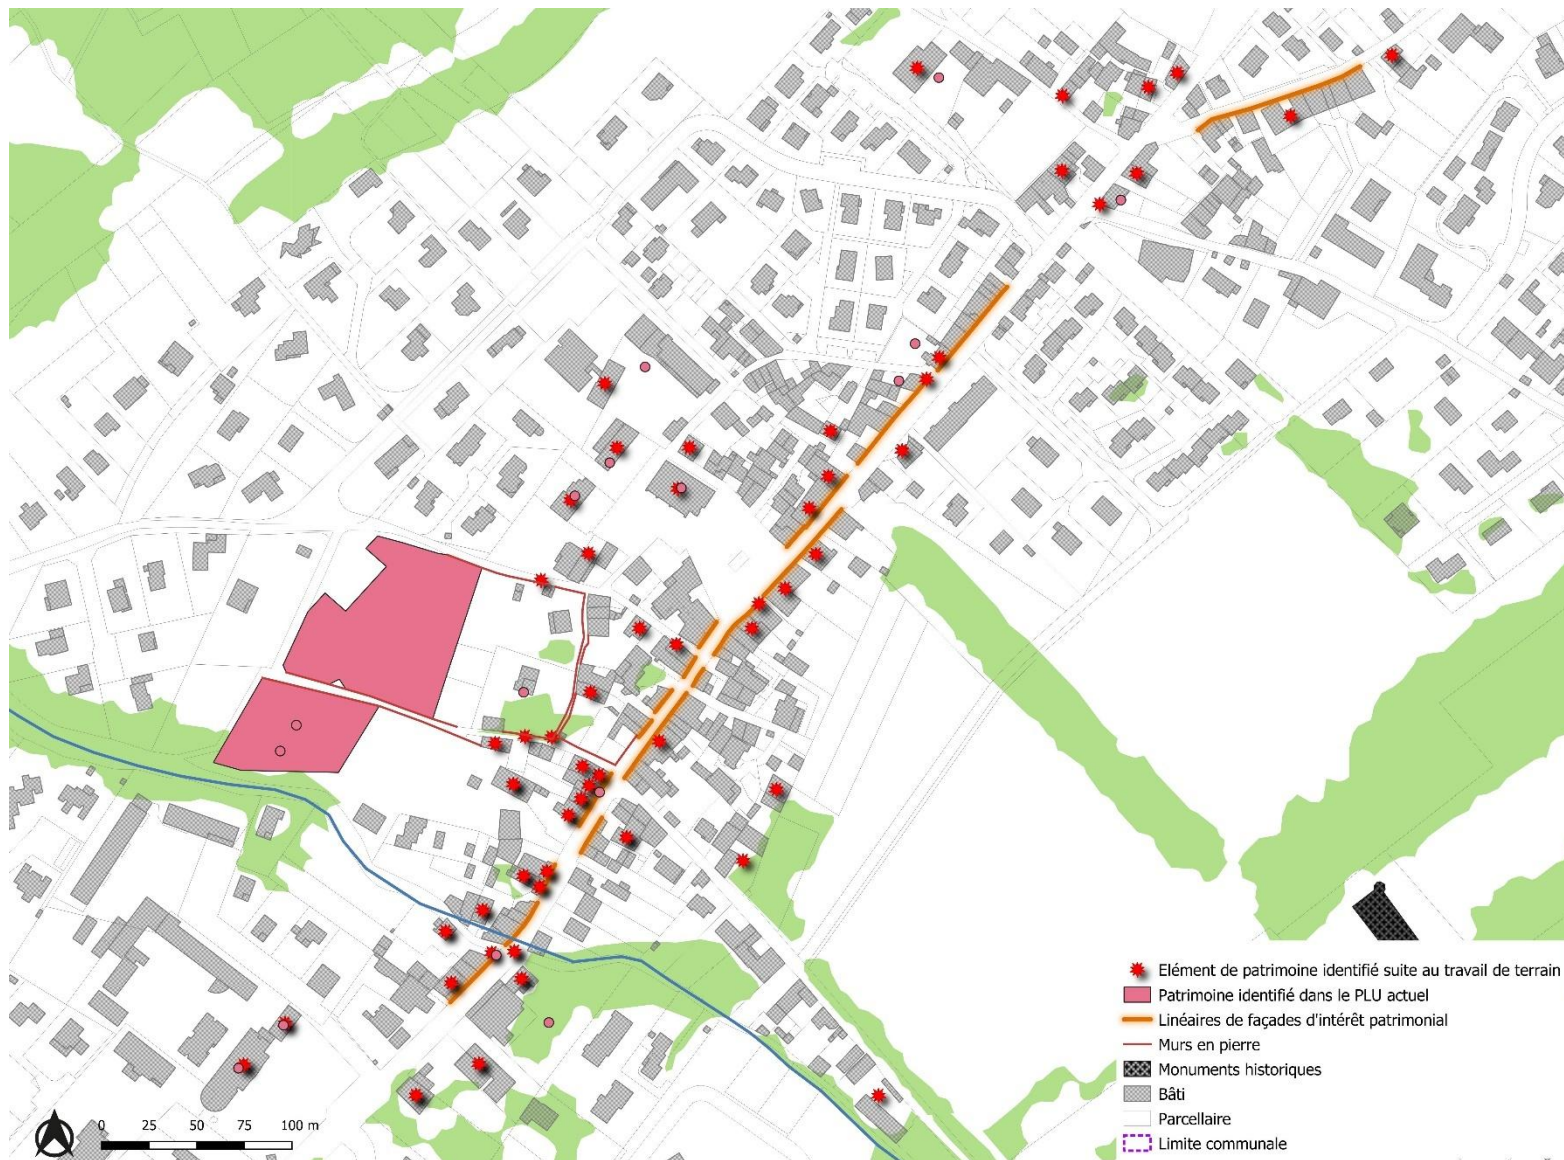 Elément de patrimoine identifié suite au travail de terrain
Patrimoine identifié dans le PLU actuel
Linéaires de façades d'intérêt patrimonial
Murs en pierre
Monuments historiques
Bâti
Parcellaire
Limite communale
0 25 50 75 100 m